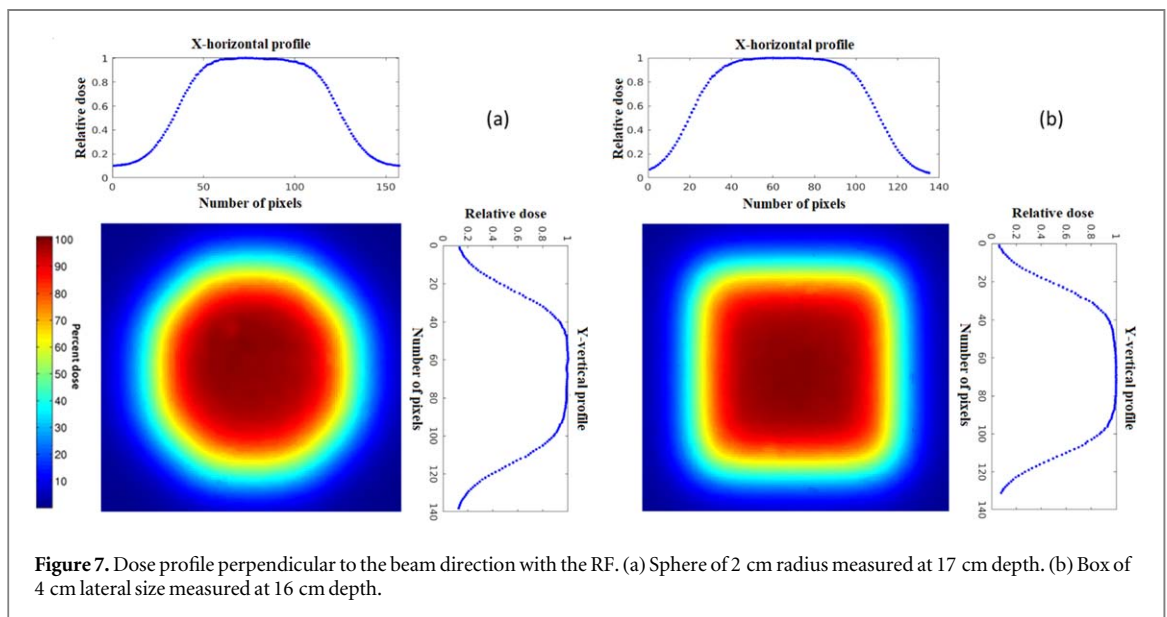 X-horizontal profile
1
0.8
0.6
0.4
0.2
0
Relative dose
0 50 100 150
Number of pixels
(a)
X-horizontal profile
1
0.8
0.6
0.4
0.2
0
Relative dose
0 20 40 60 80 100 120 140
Number of pixels
(b)
100
90
80
70
60
50
40
30
20
10
Percent dose
Relative dose
0.2 0.4 0.6 0.8 1
0
20
40
60
80
100
120
140
Number of pixels
Y-vertical profile
Relative dose
0 0.2 0.4 0.6 0.8 1
0
20
40
60
80
100
120
140
Number of pixels
Y-vertical profile
Figure 7. Dose profile perpendicular to the beam direction with the RF. (a) Sphere of 2 cm radius measured at 17 cm depth. (b) Box of
4 cm lateral size measured at 16 cm depth.